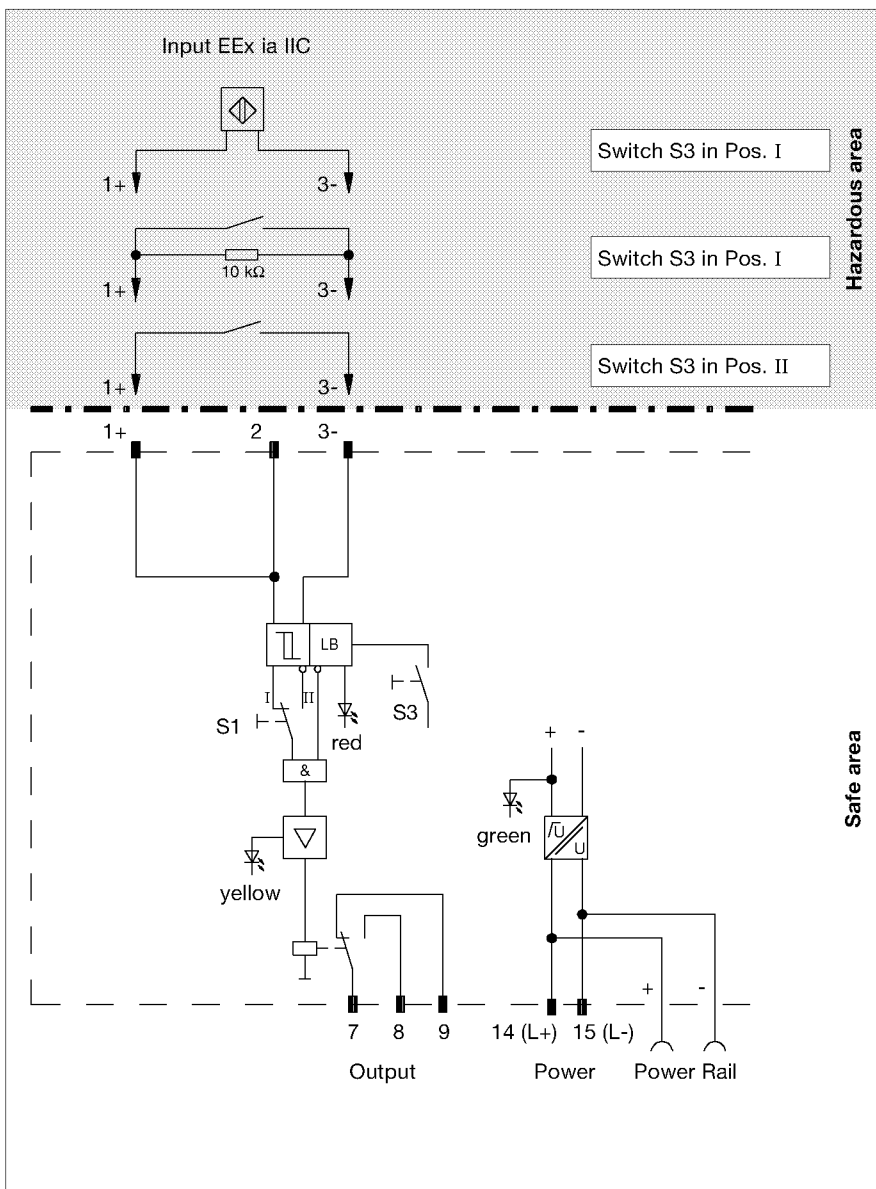 Input EEx ia IIC
Switch S3 in Pos. I
1+ 3-
Hazardous area
Switch S3 in Pos. I
10 kΩ
1+ 3-
Switch S3 in Pos. II
1+ 3-
1+ 2 3-
LB
I II
S1
S3
red
+ -
&
Safe area
green
/U̅
U
yellow
+ -
7 8 9 14 (L+) 15 (L-)
Output Power Power Rail